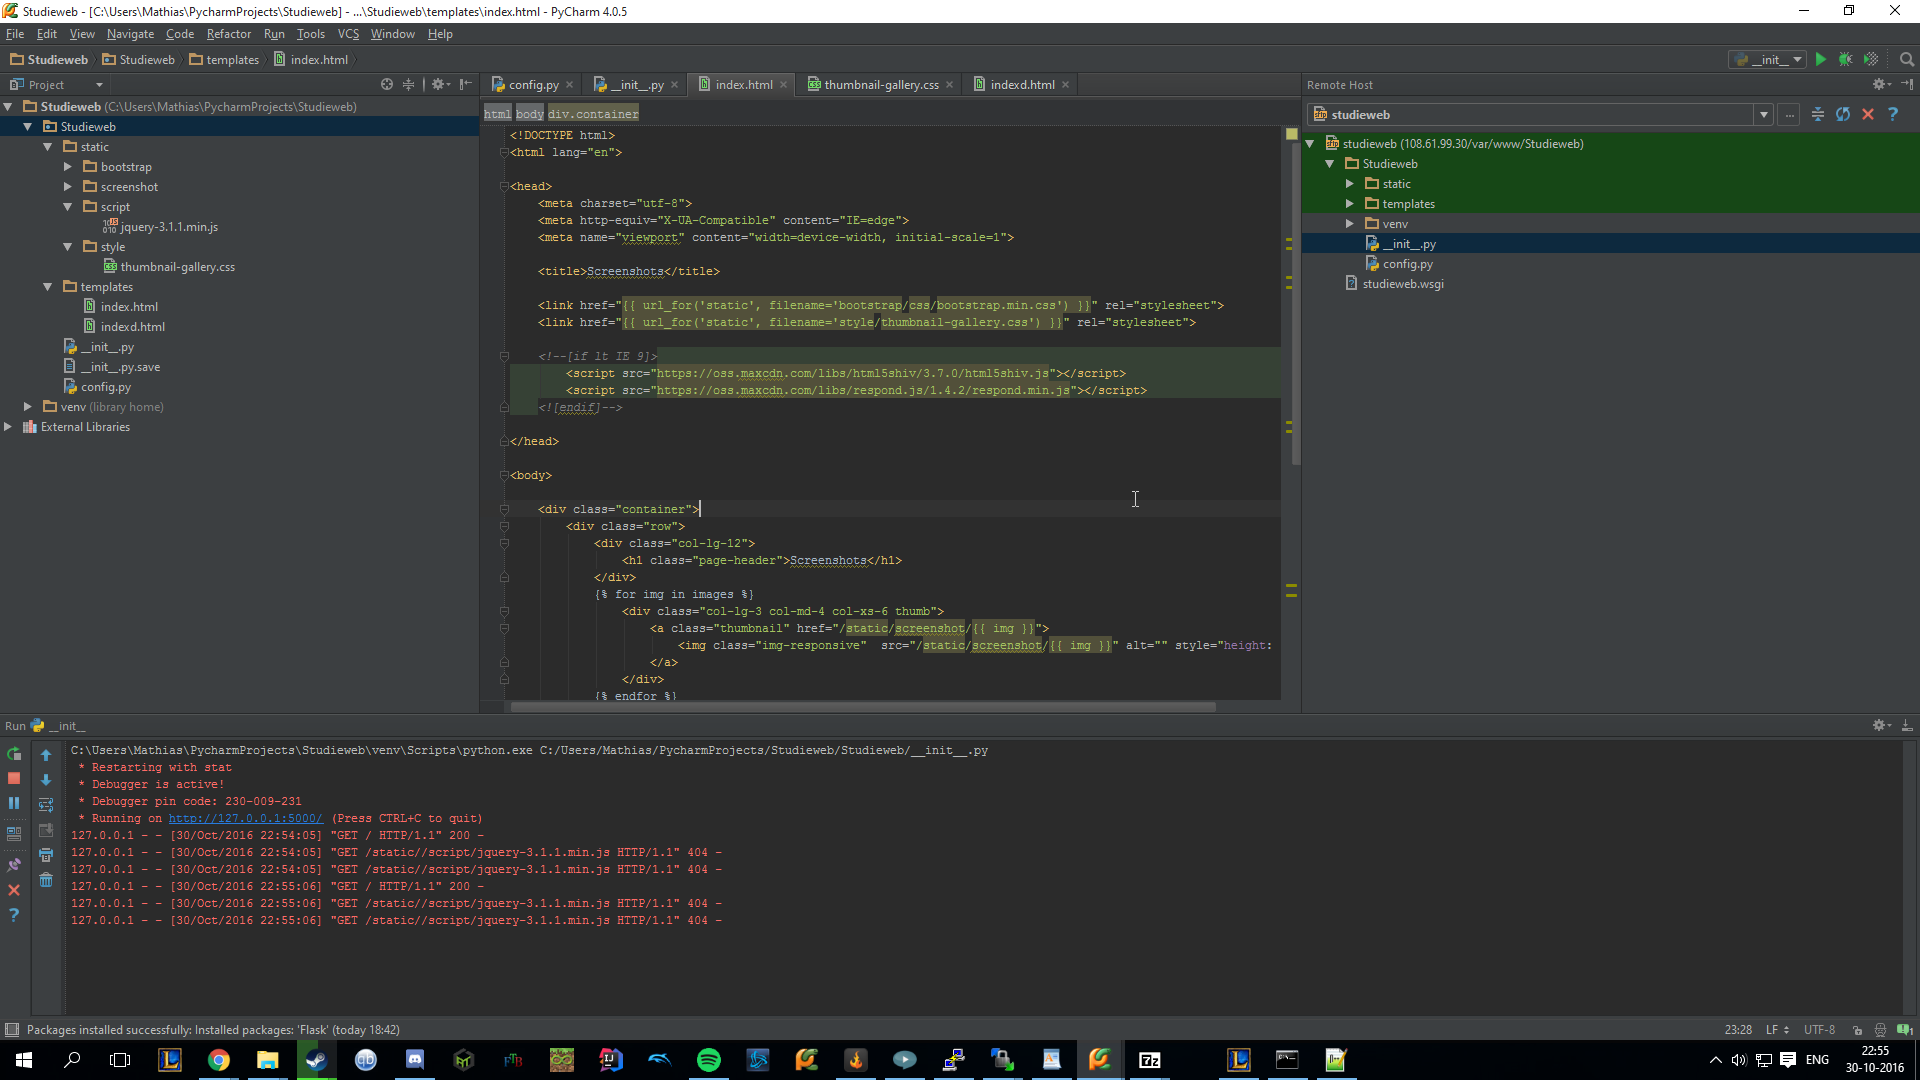 Studieweb - [C:\Users\Mathias\PycharmProjects\Studieweb] - ...\Studieweb\templates\index.html - PyCharm 4.0.5
File Edit View Navigate Code Refactor Run Tools VCS Window Help
Studieweb Studieweb templates index.html
__init__
Project
config.py __init__.py index.html thumbnail-gallery.css indexd.html
Remote Host
Studieweb (C:\Users\Mathias\PycharmProjects\Studieweb)
Studieweb
static
bootstrap
screenshot
script
jquery-3.1.1.min.js
style
thumbnail-gallery.css
templates
index.html
indexd.html
__init__.py
__init__.py.save
config.py
venv (library home)
External Libraries
html body div.container
<!DOCTYPE html>
<html lang="en">
<head>
<meta charset="utf-8">
<meta http-equiv="X-UA-Compatible" content="IE=edge">
<meta name="viewport" content="width=device-width, initial-scale=1">
<title>Screenshots</title>
<link href="{{ url_for('static', filename='bootstrap/css/bootstrap.min.css') }}" rel="stylesheet">
<link href="{{ url_for('static', filename='style/thumbnail-gallery.css') }}" rel="stylesheet">
<!--[if lt IE 9]>
<script src="https://oss.maxcdn.com/libs/html5shiv/3.7.0/html5shiv.js"></script>
<script src="https://oss.maxcdn.com/libs/respond.js/1.4.2/respond.min.js"></script>
<![endif]-->
</head>
<body>
<div class="container">
<div class="row">
<div class="col-lg-12">
<h1 class="page-header">Screenshots</h1>
</div>
{% for img in images %}
<div class="col-lg-3 col-md-4 col-xs-6 thumb">
<a class="thumbnail" href="/static/screenshot/{{ img }}">
<img class="img-responsive" src="/static/screenshot/{{ img }}" alt="" style="height:
</a>
</div>
{% endfor %}
studieweb
...
studieweb (108.61.99.30/var/www/Studieweb)
Studieweb
static
templates
venv
__init__.py
config.py
studieweb.wsgi
Run __init__
C:\Users\Mathias\PycharmProjects\Studieweb\venv\Scripts\python.exe C:/Users/Mathias/PycharmProjects/Studieweb/Studieweb/__init__.py
* Restarting with stat
* Debugger is active!
* Debugger pin code: 230-009-231
* Running on http://127.0.0.1:5000/ (Press CTRL+C to quit)
127.0.0.1 - - [30/Oct/2016 22:54:05] "GET / HTTP/1.1" 200 -
127.0.0.1 - - [30/Oct/2016 22:54:05] "GET /static//script/jquery-3.1.1.min.js HTTP/1.1" 404 -
127.0.0.1 - - [30/Oct/2016 22:54:05] "GET /static//script/jquery-3.1.1.min.js HTTP/1.1" 404 -
127.0.0.1 - - [30/Oct/2016 22:55:06] "GET / HTTP/1.1" 200 -
127.0.0.1 - - [30/Oct/2016 22:55:06] "GET /static//script/jquery-3.1.1.min.js HTTP/1.1" 404 -
127.0.0.1 - - [30/Oct/2016 22:55:06] "GET /static//script/jquery-3.1.1.min.js HTTP/1.1" 404 -
Packages installed successfully: Installed packages: 'Flask' (today 18:42)
23:28 LF UTF-8
FTB
7z
ENG
22:55
30-10-2016